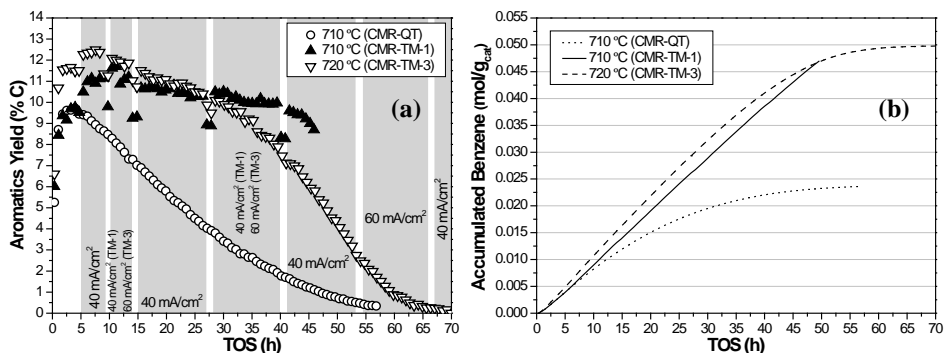 14
13
12
11
10
9
8
7
6
5
4
3
2
1
0
Aromatics Yield (% C)
710 °C (CMR-QT)
710 °C (CMR-TM-1)
720 °C (CMR-TM-3)
(a)
40 mA/cm²
40 mA/cm² (TM-1)
60 mA/cm² (TM-3)
40 mA/cm²
40 mA/cm² (TM-1)
60 mA/cm² (TM-3)
40 mA/cm²
60 mA/cm²
40 mA/cm²
0 5 10 15 20 25 30 35 40 45 50 55 60 65 70
TOS (h)
0.055
0.050
0.045
0.040
0.035
0.030
0.025
0.020
0.015
0.010
0.005
0.000
Accumulated Benzene (mol/gcat)
710 °C (CMR-QT)
710 °C (CMR-TM-1)
720 °C (CMR-TM-3)
(b)
0 5 10 15 20 25 30 35 40 45 50 55 60 65 70
TOS (h)